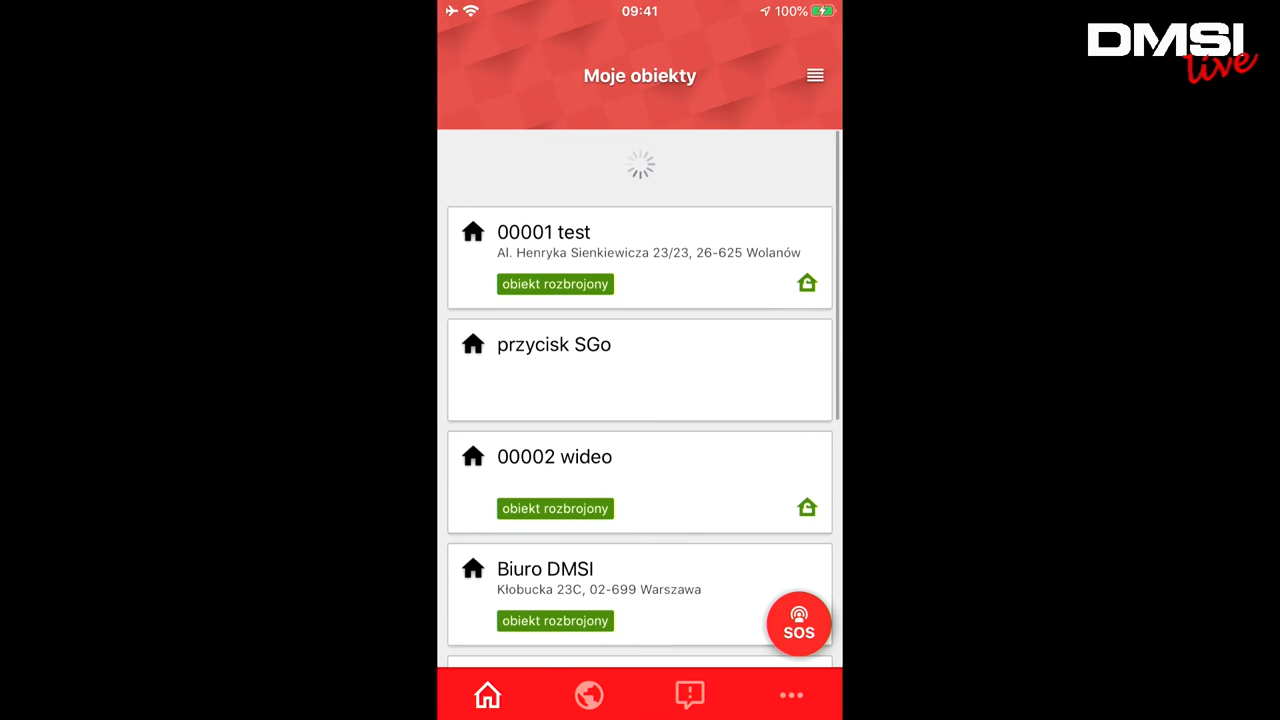 09:41
100%
DMSI
live
Moje obiekty
00001 test
Al. Henryka Sienkiewicza 23/23, 26-625 Wolanów
obiekt rozbrojony
przycisk SGo
00002 wideo
obiekt rozbrojony
Biuro DMSI
Kłobucka 23C, 02-699 Warszawa
obiekt rozbrojony
SOS